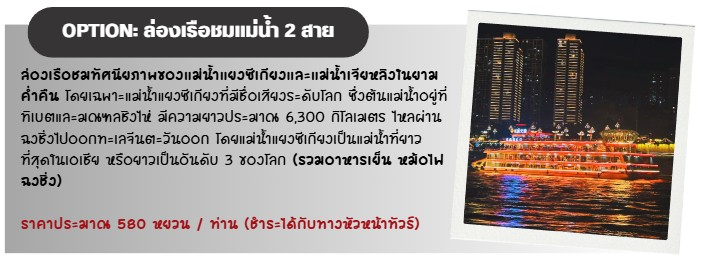 OPTION: ล่องเรือชมแม่น้ำ 2 สาย
ล่องเรือชมทัศนียภาพของแม่น้ำแยงซีเกียงและแม่น้ำเจียหลิงในยาม
ค่ำคืน โดยเฉพาะแม่น้ำแยงซีเกียงที่มีชื่อเสียงระดับโลก ซึ่งต้นแม่น้ำอยู่ที่
ทิเบตและมณฑลชิงไห่ มีความยาวประมาณ 6,300 กิโลเมตร ไหลผ่าน
ฉงชิ่งไปออกทะเลจีนตะวันออก โดยแม่น้ำแยงซีเกียงเป็นแม่น้ำที่ยาว
ที่สุดในเอเชีย หรือยาวเป็นอันดับ 3 ของโลก (รวมอาหารเย็น หม้อไฟ
ฉงชิ่ง)
ราคาประมาณ 580 หยวน / ท่าน (ชำระได้กับทางหัวหน้าทัวร์)